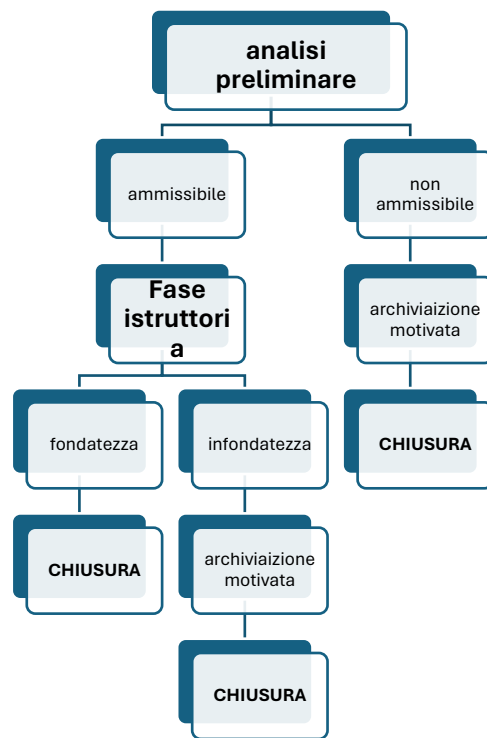 analisi
preliminare
ammissibile
non
ammissibile
Fase
istruttori
a
archiviaizione
motivata
fondatezza
infondatezza
CHIUSURA
CHIUSURA
archiviaizione
motivata
CHIUSURA